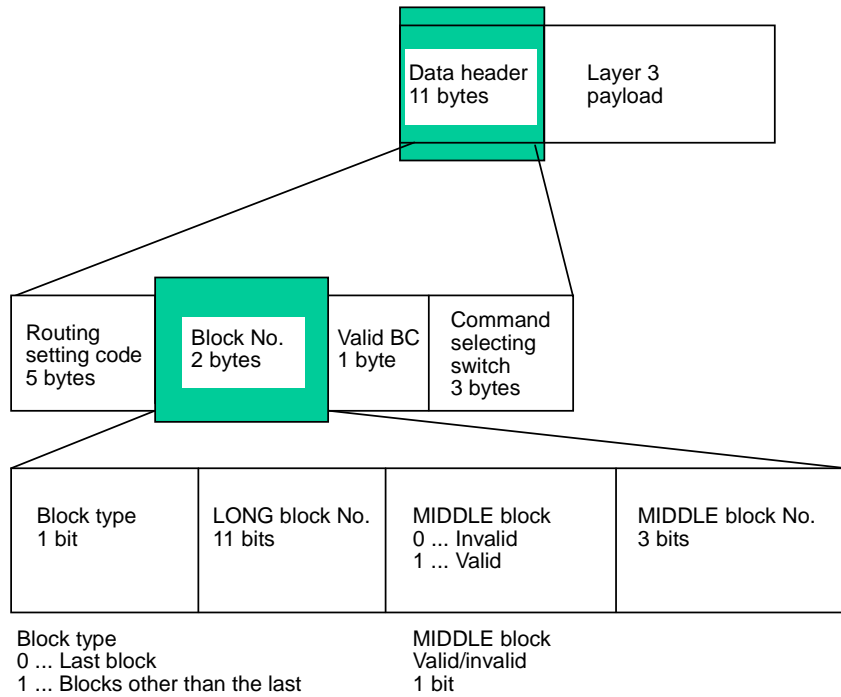 Data header
11 bytes
Layer 3
payload
Routing
setting code
5 bytes
Block No.
2 bytes
Valid BC
1 byte
Command
selecting
switch
3 bytes
Block type
1 bit
LONG block No.
11 bits
MIDDLE block
0 ... Invalid
1 ... Valid
MIDDLE block No.
3 bits
Block type
0 ... Last block
1 ... Blocks other than the last
MIDDLE block
Valid/invalid
1 bit